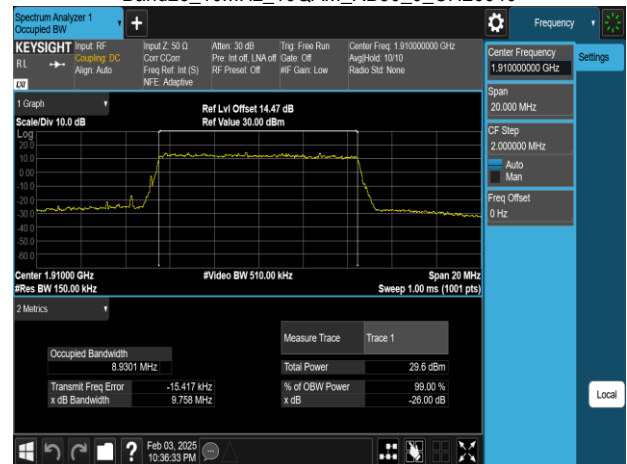 Spectrum Analyzer 1
Occupied BW
Frequency
KEYSIGHT
RL
LXI
Input: RF
Coupling: DC
Align: Auto
Input Z: 50 Ω
Corr CCorr
Freq Ref: Int (S)
NFE: Adaptive
Atten: 30 dB
Pre: Int off, LNA off
RF Preset: Off
Trig: Free Run
Gate: Off
#IF Gain: Low
Center Freq: 1.910000000 GHz
Avg|Hold: 10/10
Radio Std: None
Center Frequency
1.910000000 GHz
Settings
Span
20.000 MHz
CF Step
2.000000 MHz
Auto
Man
Freq Offset
0 Hz
Local
1 Graph
Scale/Div 10.0 dB
Ref Lvl Offset 14.47 dB
Ref Value 30.00 dBm
Log
20.0
10.0
0.00
-10.0
-20.0
-30.0
-40.0
-50.0
-60.0
Center 1.91000 GHz
#Video BW 510.00 kHz
Span 20 MHz
#Res BW 150.00 kHz
Sweep 1.00 ms (1001 pts)
2 Metrics
Measure Trace
Trace 1
Occupied Bandwidth
8.9301 MHz
Total Power
29.6 dBm
Transmit Freq Error
-15.417 kHz
% of OBW Power
99.00 %
x dB Bandwidth
9.758 MHz
x dB
-26.00 dB
Feb 03, 2025
10:36:33 PM